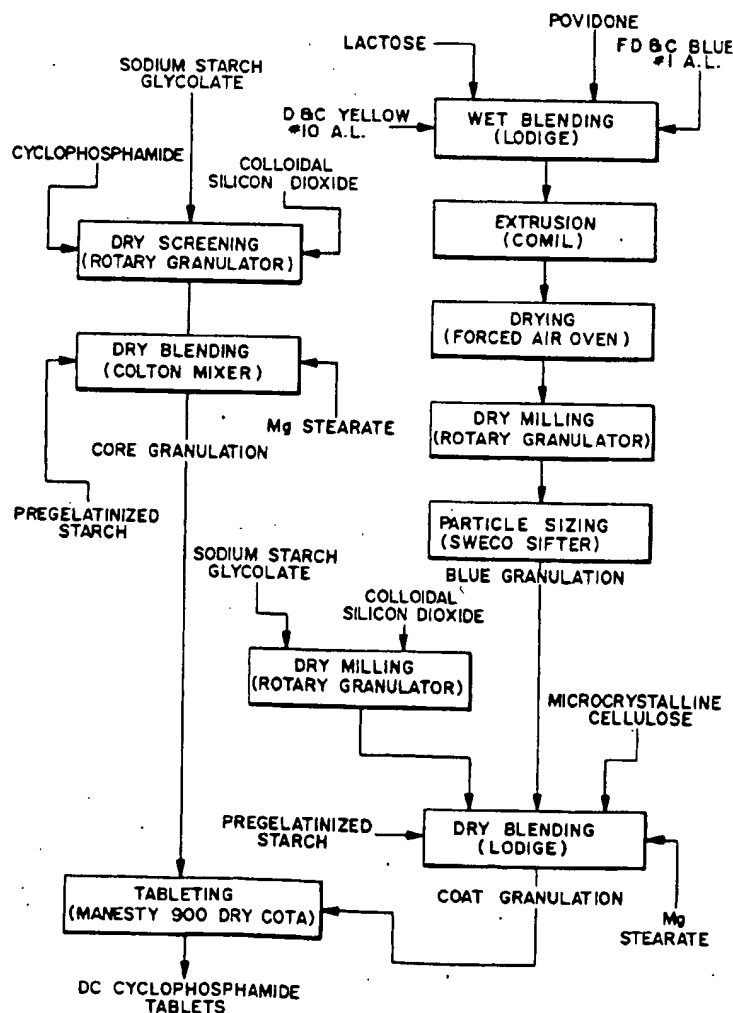 POVIDONE
LACTOSE
FD & C BLUE
#1 A.L.
SODIUM STARCH
GLYCOLATE
D & C YELLOW
#10 A.L.
WET BLENDING
(LODIGE)
CYCLOPHOSPHAMIDE
COLLOIDAL
SILICON DIOXIDE
DRY SCREENING
(ROTARY GRANULATOR)
EXTRUSION
(COMIL)
DRY BLENDING
(COLTON MIXER)
DRYING
(FORCED AIR OVEN)
Mg STEARATE
CORE GRANULATION
DRY MILLING
(ROTARY GRANULATOR)
PREGELATINIZED
STARCH
PARTICLE SIZING
(SWECO SIFTER)
BLUE GRANULATION
SODIUM STARCH
GLYCOLATE
COLLOIDAL
SILICON DIOXIDE
DRY MILLING
(ROTARY GRANULATOR)
MICROCRYSTALLINE
CELLULOSE
PREGELATINIZED
STARCH
DRY BLENDING
(LODIGE)
TABLETING
(MANESTY 900 DRY COTA)
COAT GRANULATION
Mg
STEARATE
DC CYCLOPHOSPHAMIDE
TABLETS